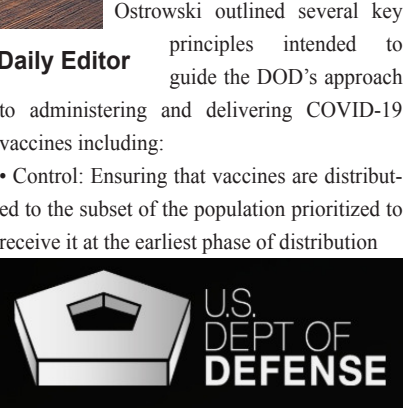 Ostrowski outlined several key
principles intended to
Daily Editor
guide the DOD's approach
to administering and delivering COVID-19
vaccines including:
• Control: Ensuring that vaccines are distribut-
ed to the subset of the population prioritized to
receive it at the earliest phase of distribution
U.S.
DEPT OF
DEFENSE